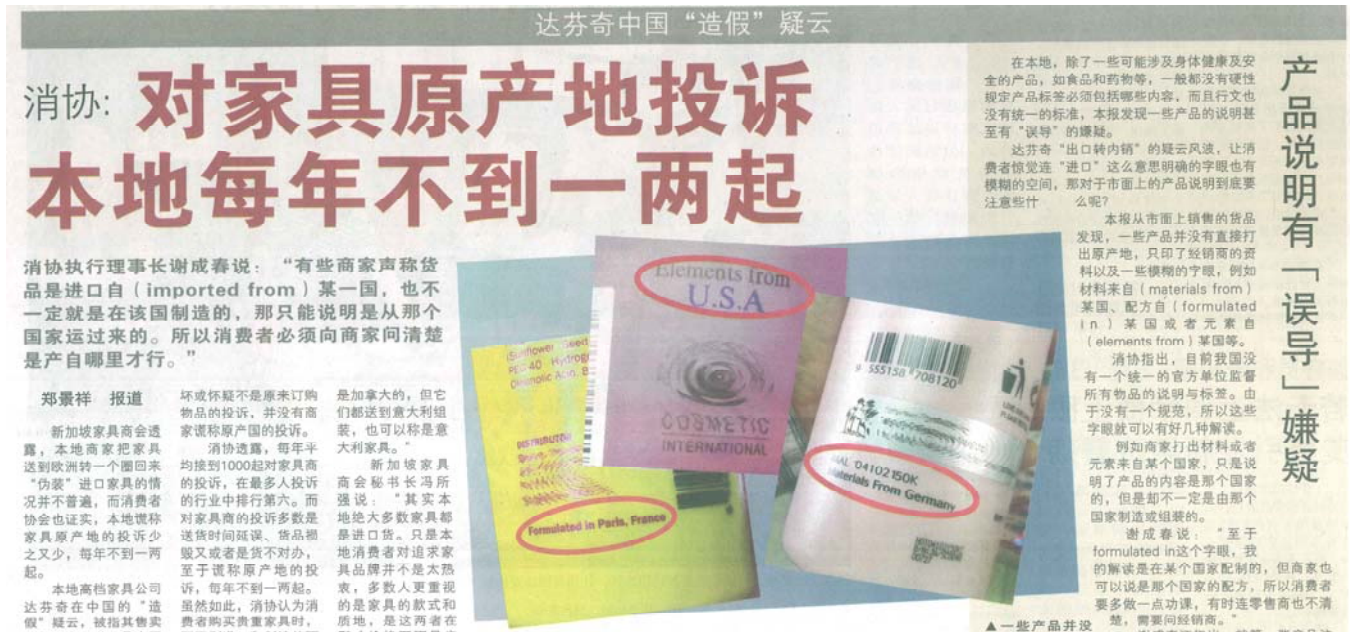 达芬奇中国“造假”疑云
消协: 对家具原产地投诉
本地每年不到一两起
消协执行理事长谢成春说：“有些商家声称货
品是进口自（imported from）某一国，也不
一定就是在该国制造的，那只能说明是从那个
国家运过来的。所以消费者必须向商家问清楚
是产自哪里才行。”
郑景祥 报道
新加坡家具商会透
露，本地商家把家具
送到欧洲转一个圈回来
“伪装”进口家具的情
况并不普遍，而消费者
协会也证实，本地谎称
家具原产地的投诉少
之又少，每年不到一两
起。
本地高档家具公司
达芬奇在中国的“造
假”疑云，被指其售卖
坏或怀疑不是原来订购
物品的投诉，并没有商
家谎称原产国的投诉。
消协透露，每年平
均接到1000起对家具商
的投诉，在最多人投诉
的行业中排行第六。而
对家具商的投诉多数是
送货时间延误、货品损
毁又或者是货不对办，
至于谎称原产地的投
诉，每年不到一两起。
虽然如此，消协认为消
费者购买贵重家具时，
是加拿大的，但它
们都送到意大利组
装，也可以称是意
大利家具。”
新加坡家具
商会秘书长冯所
强说：“其实本
地绝大多数家具都
是进口货。只是本
地消费者对追求家
具品牌并不是太热
衷，多数人更重视
的是家具的款式和
质地，是这两者在
Elements from
U.S.A
INTERNATIONAL
(Sunflower Seed
PEG-40 Hydrog
Oleanolic Acid, B
DISTRIBUTOR
Formulated in Paris, France
9 555158 708120
MAL 04102150K
Materials From Germany
产品说明有「误导」嫌疑
在本地，除了一些可能涉及身体健康及安
全的产品，如食品和药物等，一般都没有硬性
规定产品标签必须包括哪些内容，而且行文也
没有统一的标准，本报发现一些产品的说明甚
至有“误导”的嫌疑。
达芬奇“出口转内销”的疑云风波，让消
费者惊觉连“进口”这么意思明确的字眼也有
模糊的空间，那对于市面上的产品说明到底要
注意些什么呢？
本报从市面上销售的货品
发现，一些产品并没有直接打
出原产地，只印了经销商的资
料以及一些模糊的字眼，例如
材料来自（materials from）
某国、配方自（formulated
in）某国或者元素自
（elements from）某国等。
消协指出，目前我国没
有一个统一的官方单位监督
所有物品的说明与标签。由
于没有一个规范，所以这些
字眼就可以有好几种解读。
例如商家打出材料或者
元素来自某个国家，只是说
明了产品的内容是那个国家
的，但是却不一定是由那个
国家制造或组装的。
谢成春说：“至于
formulated in这个字眼，我
的解读是在某个国家配制的，但商家也
可以说是那个国家的配方，所以消费者
要多做一点功课，有时连零售商也不清
楚，需要问经销商。”
▲一些产品并没